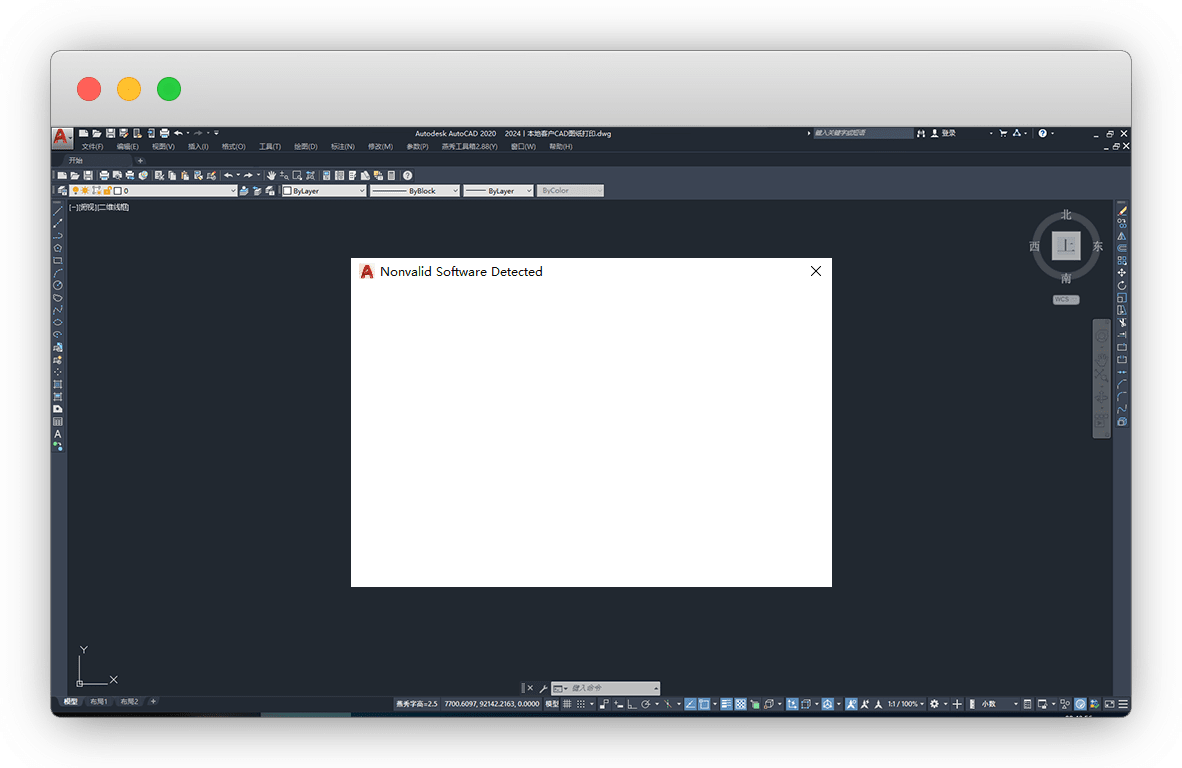 Autodesk AutoCAD 2020 2024丨本地客户CAD图纸打印.dwg
键入关键字或短语 登录
文件(F) 编辑(E) 视图(V) 插入(I) 格式(O) 工具(T) 绘图(D) 标注(N) 修改(M) 参数(P) 燕秀工具箱2.88(Y) 窗口(W) 帮助(H)
开始
0 ByLayer ByBlock ByLayer ByColor
[−][俯视][二维线框]
北
西 上 东
南
WCS
Nonvalid Software Detected
Y
X
键入命令
模型 布局1 布局2 +
燕秀字高=2.5 7700.6097, 92142.2163, 0.0000 模型 1:1 / 100% 小数